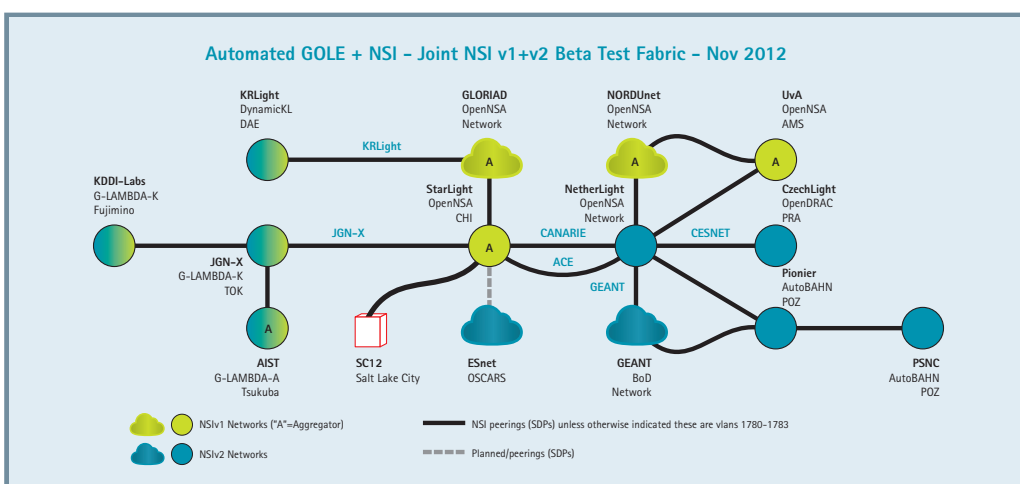 Automated GOLE + NSI - Joint NSI v1+v2 Beta Test Fabric - Nov 2012
KRLight
DynamicKL
DAE
GLORIAD
OpenNSA
Network
NORDUnet
OpenNSA
Network
UvA
OpenNSA
AMS
KRLight
A
A
A
KDDI-Labs
G-LAMBDA-K
Fujimino
StarLight
OpenNSA
CHI
NetherLight
OpenNSA
Network
CzechLight
OpenDRAC
PRA
JGN-X
CANARIE
CESNET
A
ACE
JGN-X
G-LAMBDA-K
TOK
GEANT
Pionier
AutoBAHN
POZ
A
AIST
G-LAMBDA-A
Tsukuba
SC12
Salt Lake City
ESnet
OSCARS
GEANT
BoD
Network
PSNC
AutoBAHN
POZ
NSIv1 Networks ("A"=Aggregator)
NSI peerings (SDPs) unless otherwise indicated these are vlans 1780-1783
NSIv2 Networks
Planned/peerings (SDPs)